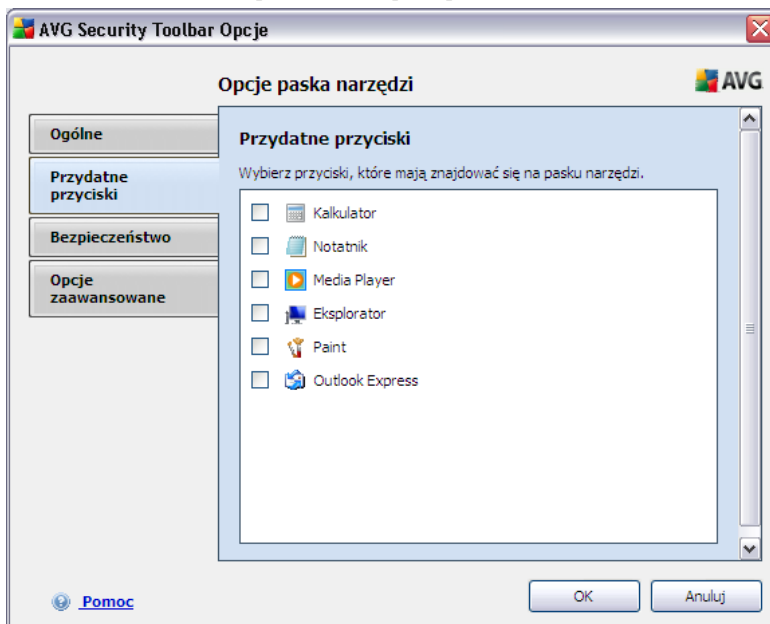 AVG Security Toolbar Opcje
Opcje paska narzędzi
AVG
Ogólne
Przydatne
przyciski
Bezpieczeństwo
Opcje
zaawansowane
Przydatne przyciski
Wybierz przyciski, które mają znajdować się na pasku narzędzi.
Kalkulator
Notatnik
Media Player
Eksplorator
Paint
Outlook Express
Pomoc
OK
Anuluj